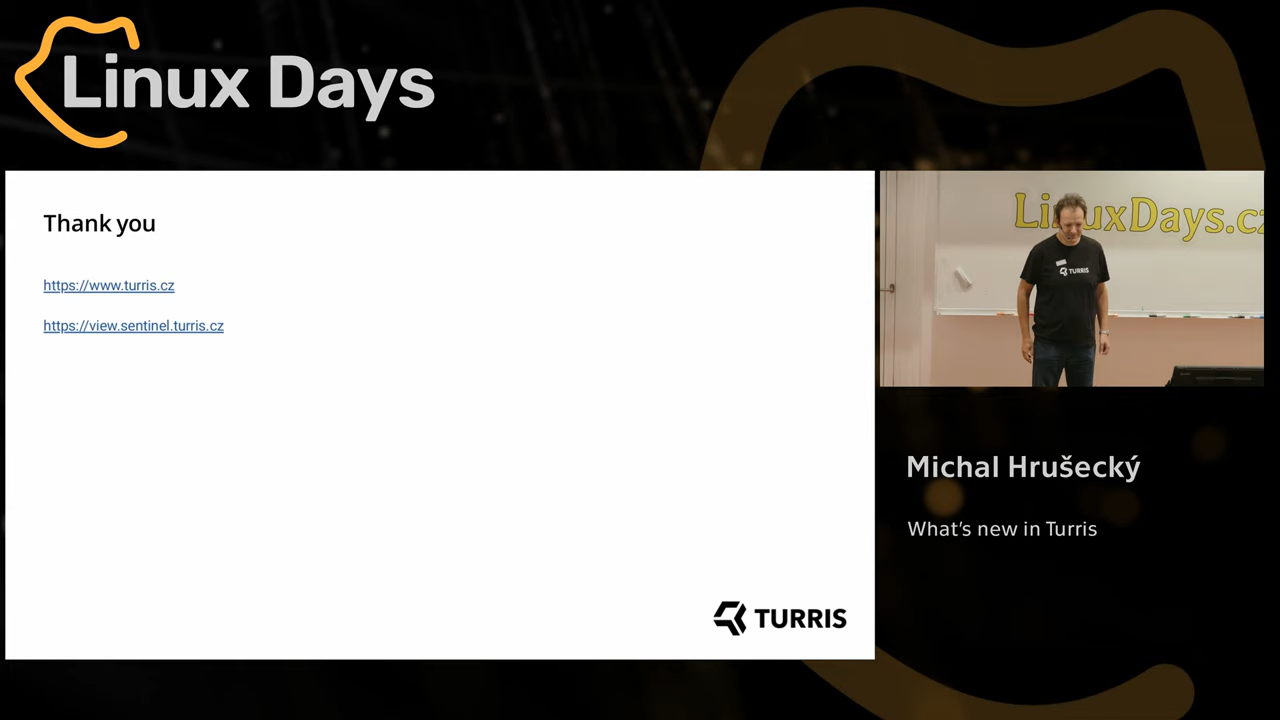 Linux Days
Thank you
https://www.turris.cz
https://view.sentinel.turris.cz
TURRIS
LinuxDays.cz
TURRIS
Michal Hrušecký
What's new in Turris